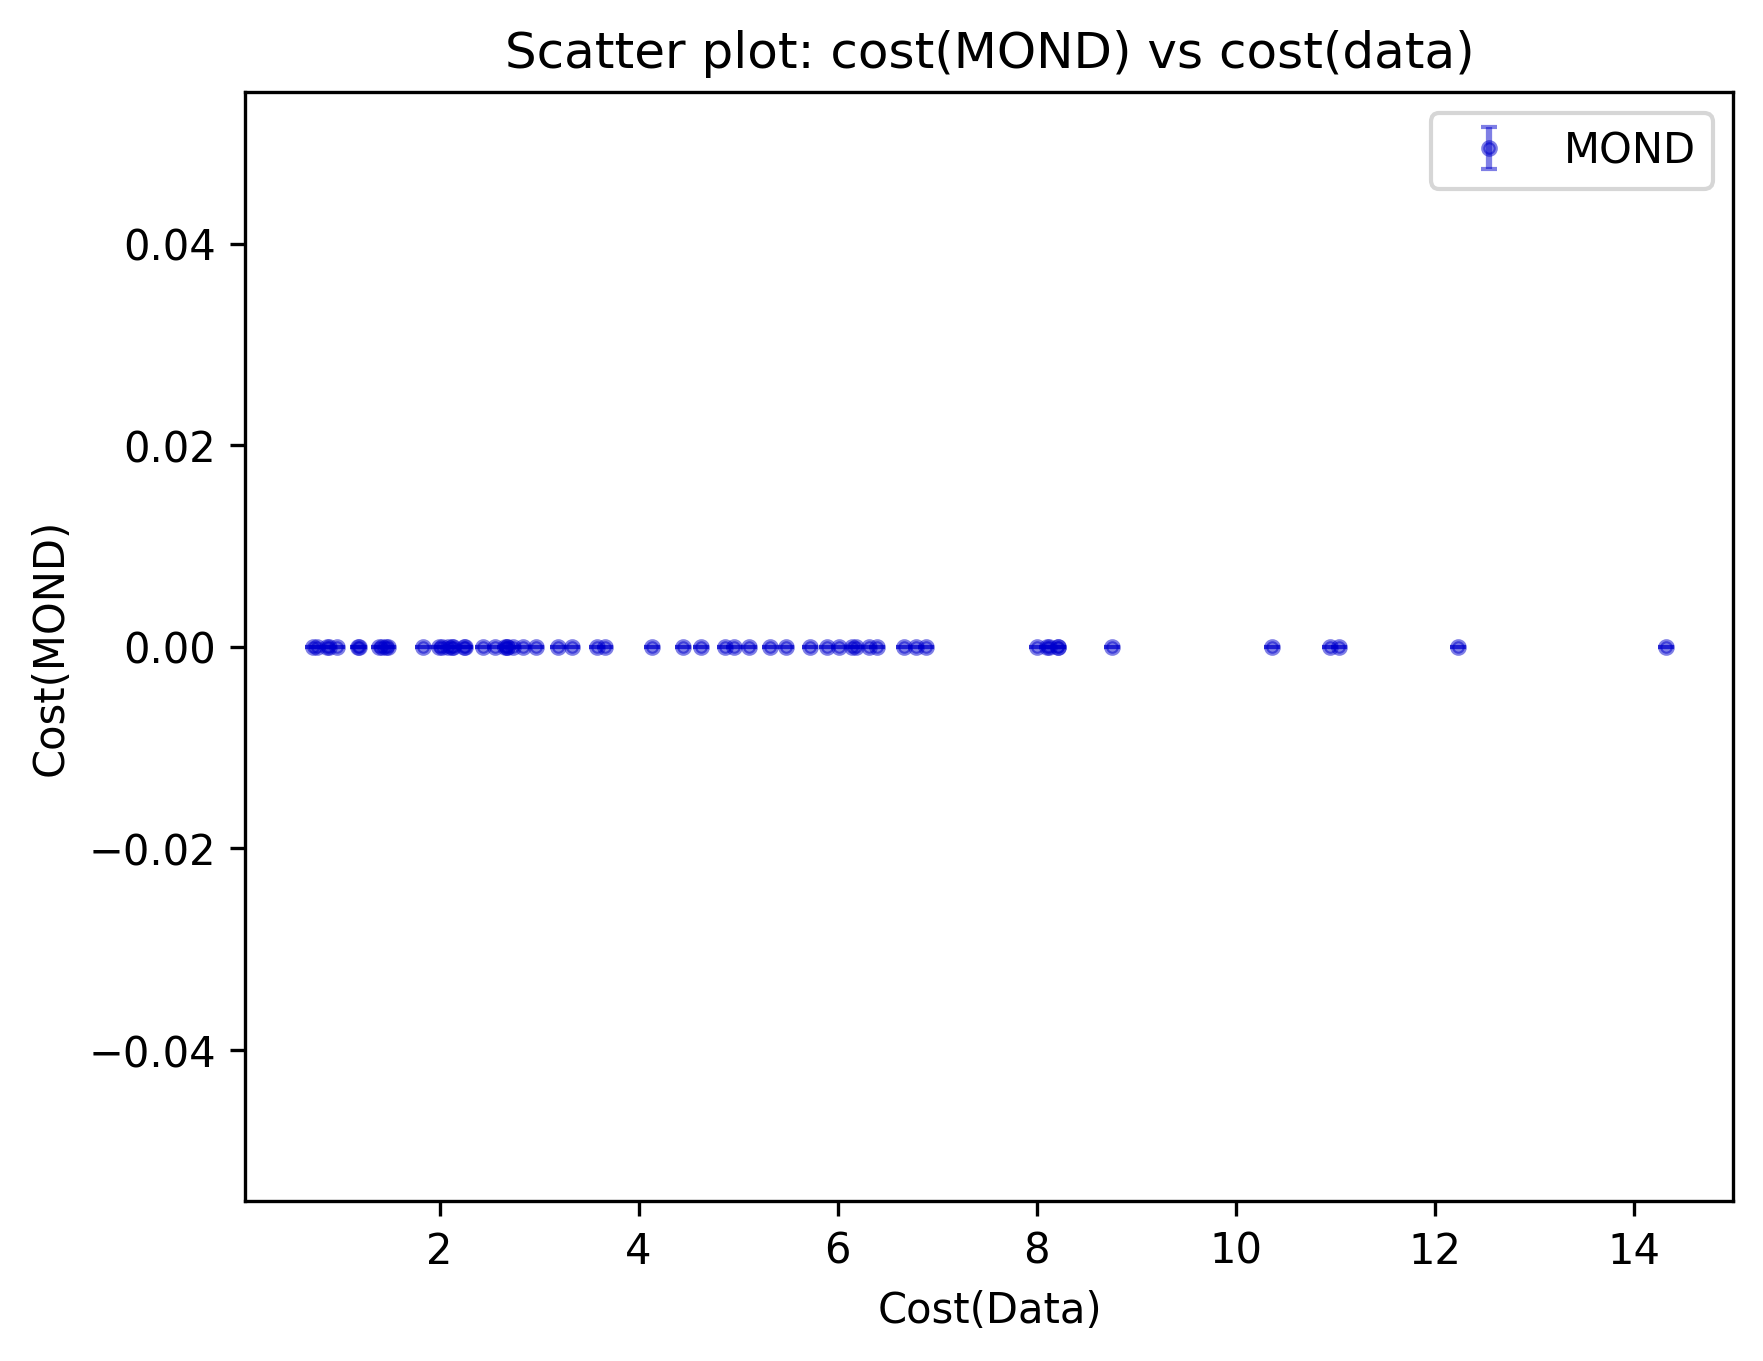 Scatter plot: cost(MOND) vs cost(data)
MOND
0.04
0.02
0.00
−0.02
−0.04
Cost(MOND)
2 4 6 8 10 12 14
Cost(Data)